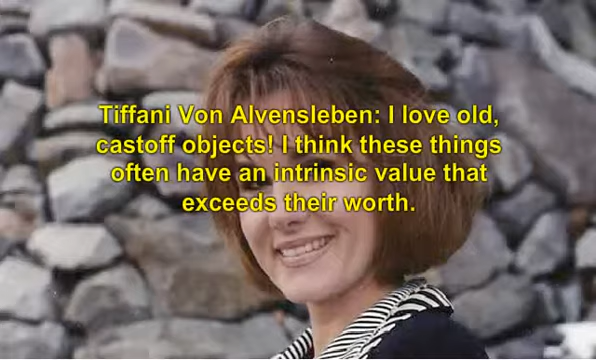 Tiffani Von Alvensleben: I love old,
castoff objects! I think these things
often have an intrinsic value that
exceeds their worth.